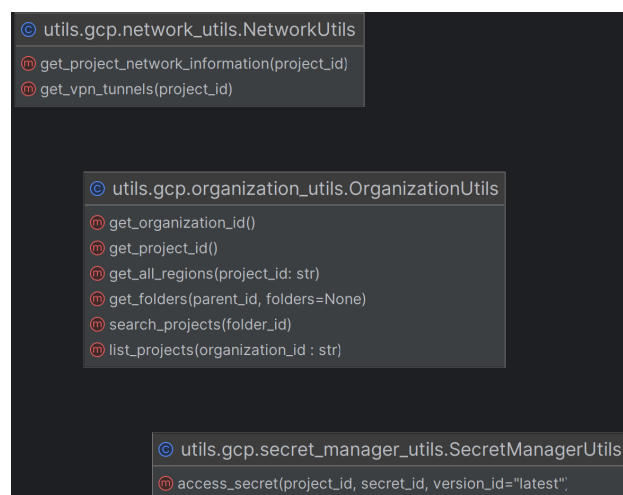 utils.gcp.network_utils.NetworkUtils
get_project_network_information(project_id)
get_vpn_tunnels(project_id)
utils.gcp.organization_utils.OrganizationUtils
get_organization_id()
get_project_id()
get_all_regions(project_id: str)
get_folders(parent_id, folders=None)
search_projects(folder_id)
list_projects(organization_id : str)
utils.gcp.secret_manager_utils.SecretManagerUtils
access_secret(project_id, secret_id, version_id="latest")